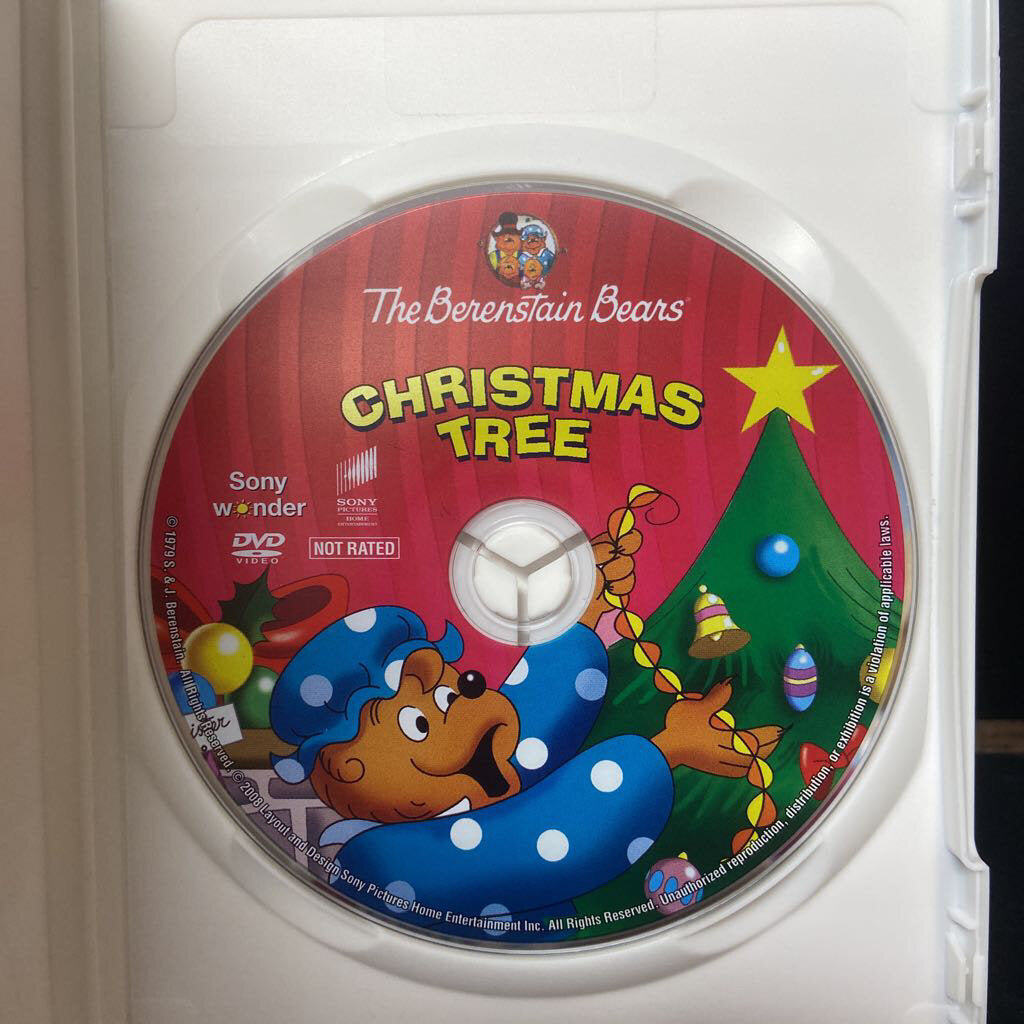 The Berenstain Bears
CHRISTMAS
TREE
Sony
wonder
SONY
PICTURES
HOME
ENTERTAINMENT
DVD
VIDEO
NOT RATED
© 1979 S. & J. Berenstain. All Rights Reserved. © 2008 Layout and Design Sony Pictures Home Entertainment Inc. All Rights Reserved. Unauthorized reproduction, distribution, or exhibition is a violation of applicable laws.